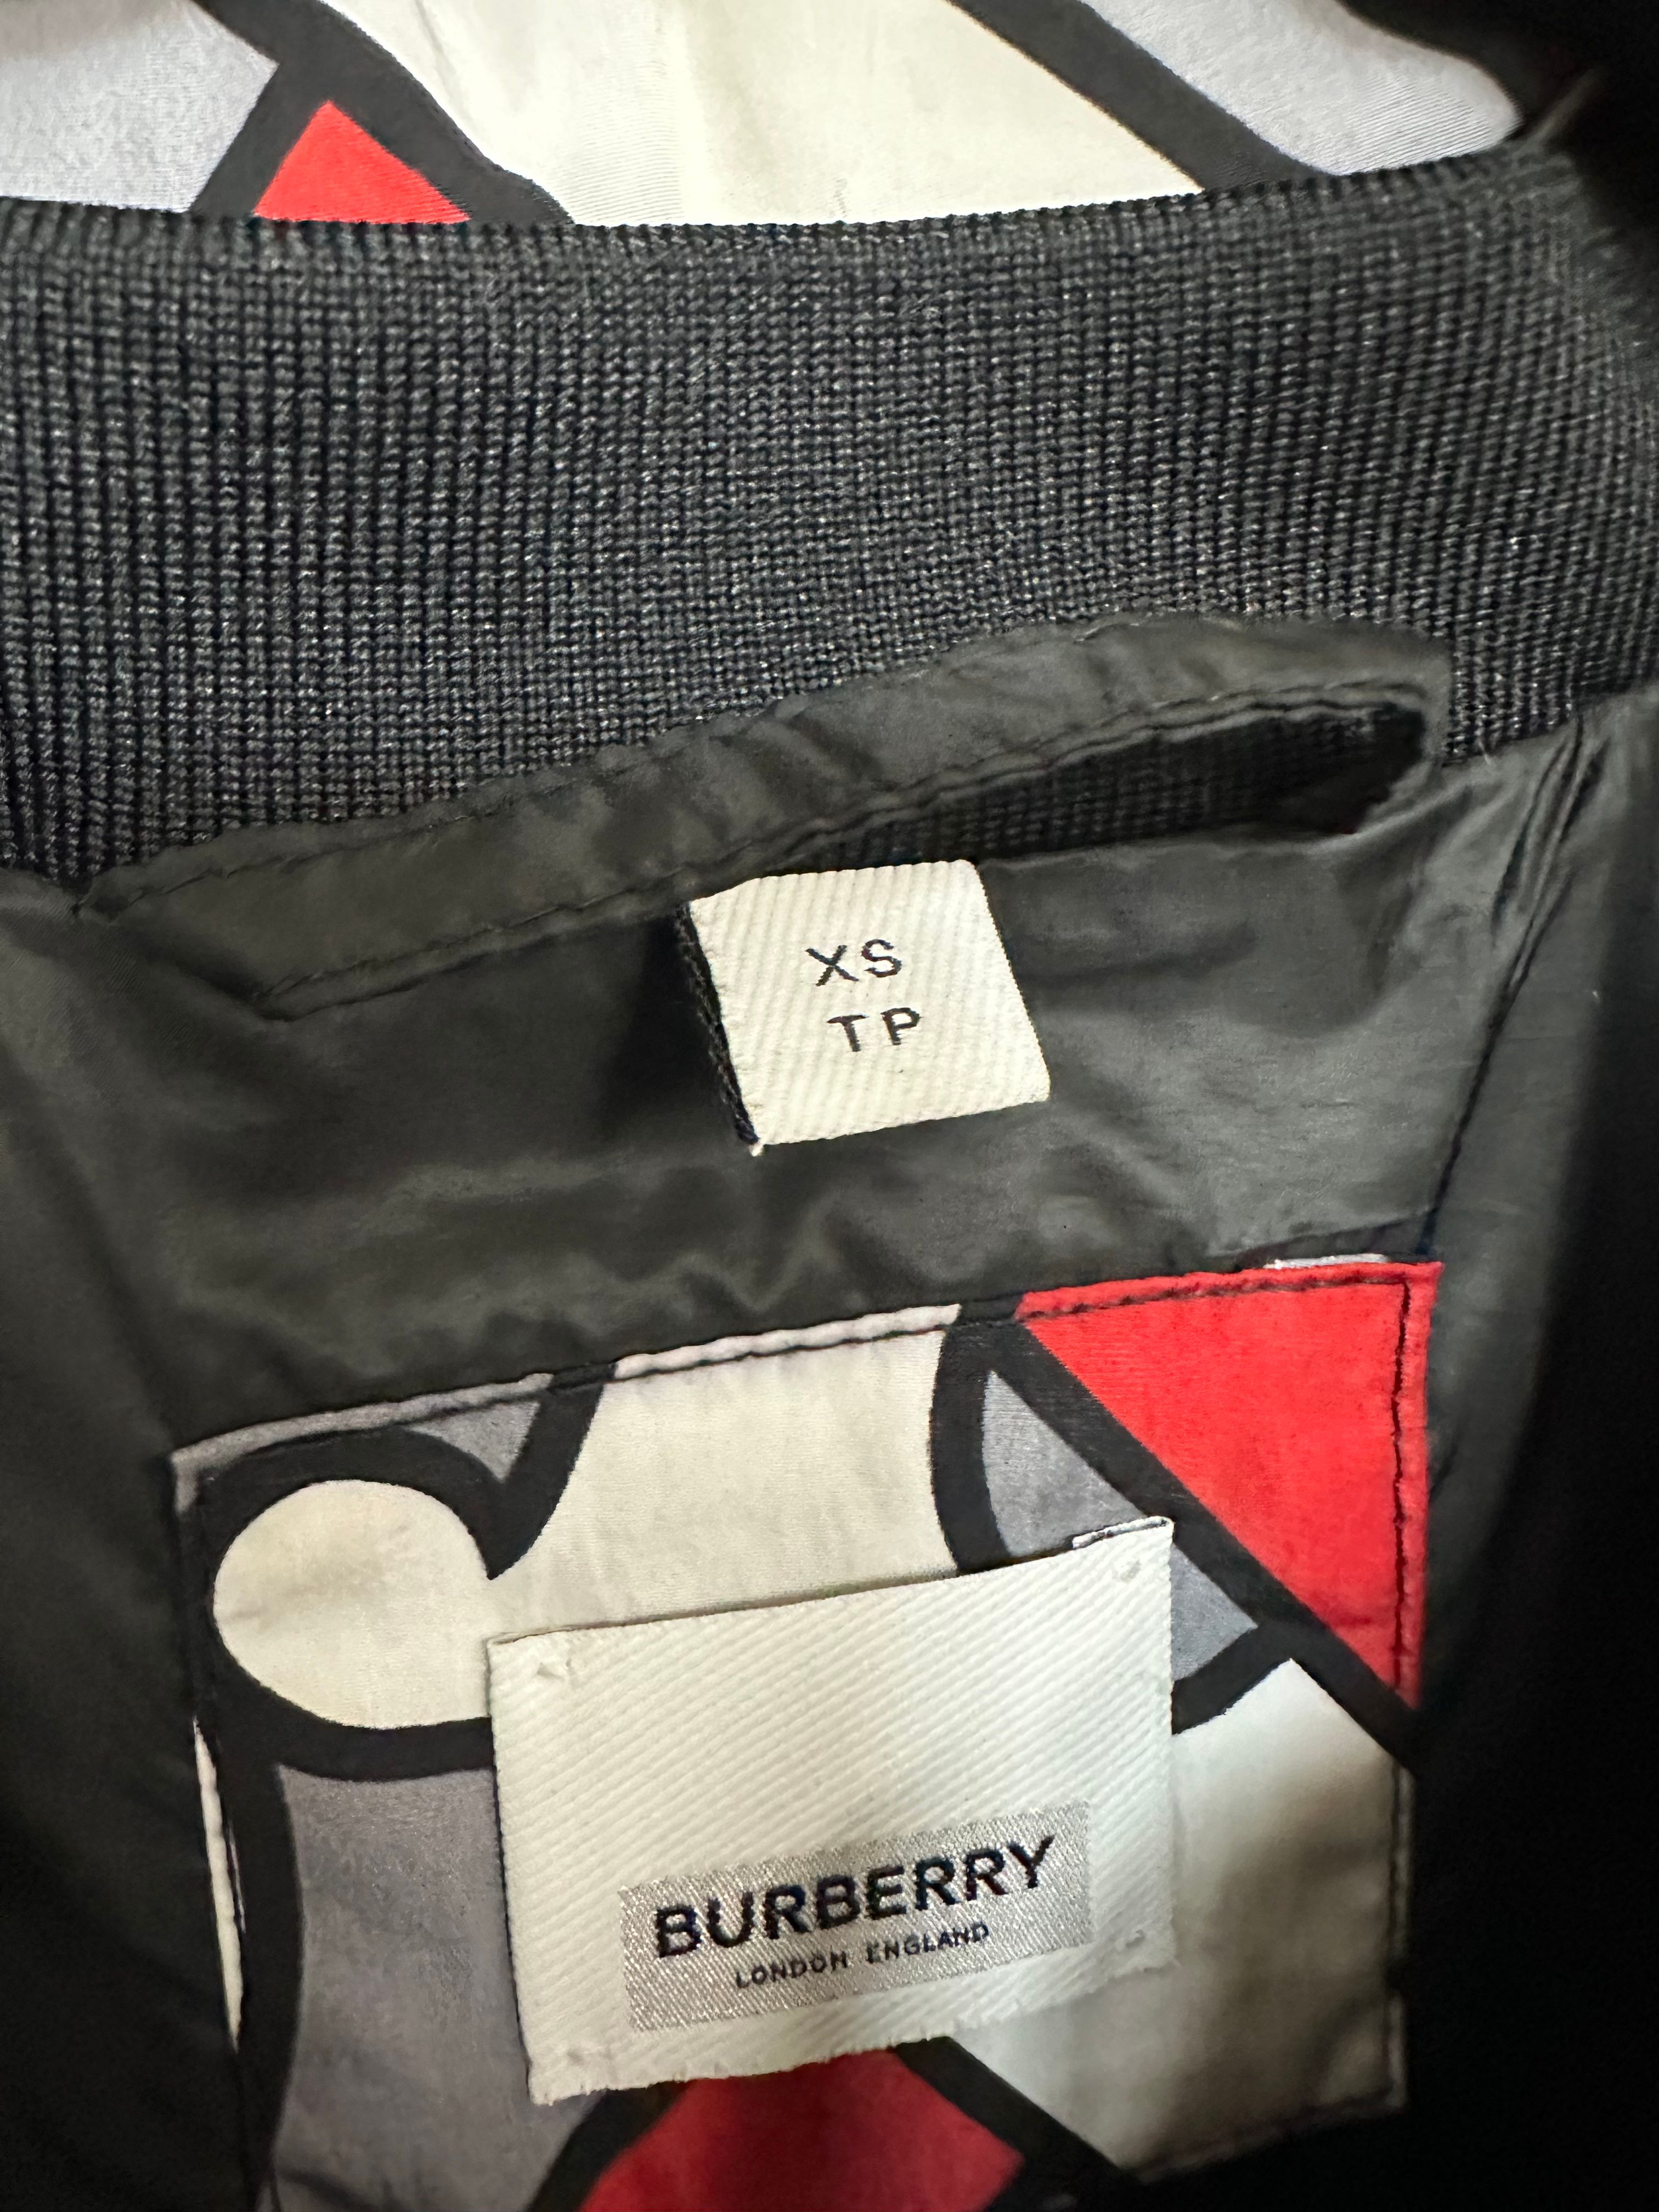 XS
TP
BURBERRY
LONDON ENGLAND